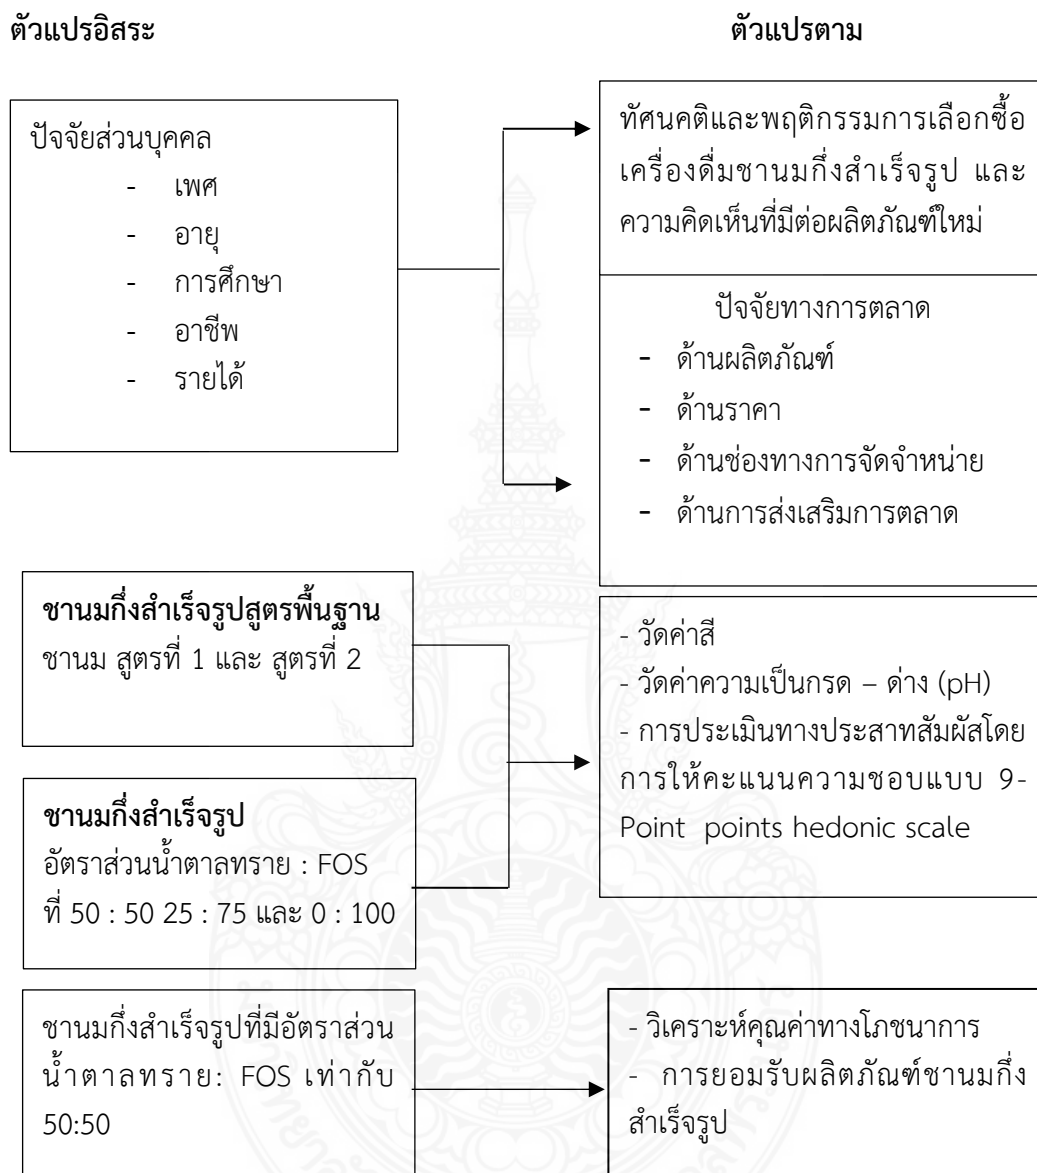 ตัวแปรอิสระ
ตัวแปรตาม
ปัจจัยส่วนบุคคล
- เพศ
- อายุ
- การศึกษา
- อาชีพ
- รายได้
ทัศนคติและพฤติกรรมการเลือกซื้อ
เครื่องดื่มชานมกึ่งสำเร็จรูป และ
ความคิดเห็นที่มีต่อผลิตภัณฑ์ใหม่
ปัจจัยทางการตลาด
- ด้านผลิตภัณฑ์
- ด้านราคา
- ด้านช่องทางการจัดจำหน่าย
- ด้านการส่งเสริมการตลาด
ชานมกึ่งสำเร็จรูปสูตรพื้นฐาน
ชานม สูตรที่ 1 และ สูตรที่ 2
ชานมกึ่งสำเร็จรูป
อัตราส่วนน้ำตาลทราย : FOS
ที่ 50 : 50 25 : 75 และ 0 : 100
- วัดค่าสี
- วัดค่าความเป็นกรด – ด่าง (pH)
- การประเมินทางประสาทสัมผัสโดย
การให้คะแนนความชอบแบบ 9-
Point points hedonic scale
ชานมกึ่งสำเร็จรูปที่มีอัตราส่วน
น้ำตาลทราย: FOS เท่ากับ
50:50
- วิเคราะห์คุณค่าทางโภชนาการ
- การยอมรับผลิตภัณฑ์ชานมกึ่ง
สำเร็จรูป